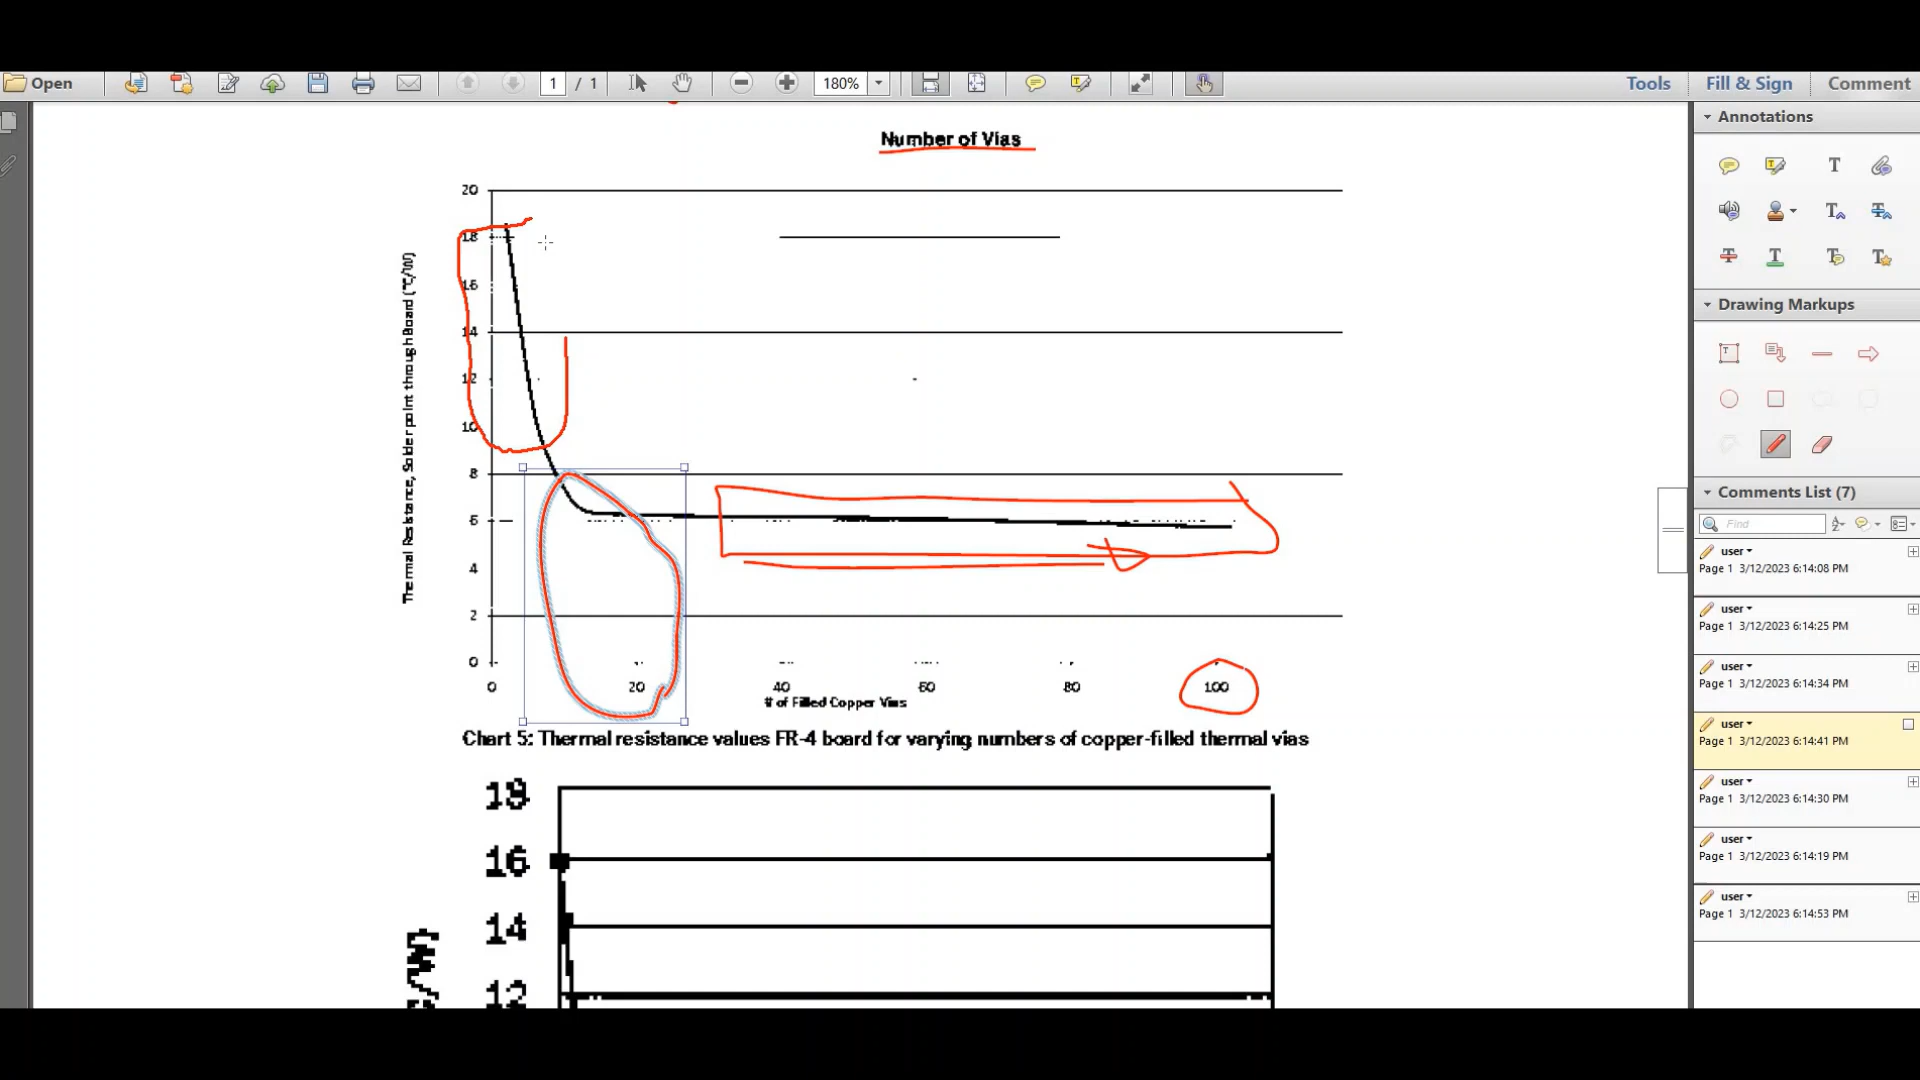 Open
1 / 1
180%
Tools
Fill & Sign
Comment
Number of Vias
20
18
16
14
12
10
8
6
4
2
0
Thermal Resistance, Solder point through Board (°C/W)
0 20 40 60 80 100
# of Filled Copper Vias
Chart 5: Thermal resistance values FR-4 board for varying numbers of copper-filled thermal vias
18
16
14
12
Annotations
Drawing Markups
Comments List (7)
Find
user
Page 1 3/12/2023 6:14:08 PM
user
Page 1 3/12/2023 6:14:25 PM
user
Page 1 3/12/2023 6:14:34 PM
user
Page 1 3/12/2023 6:14:41 PM
user
Page 1 3/12/2023 6:14:30 PM
user
Page 1 3/12/2023 6:14:19 PM
user
Page 1 3/12/2023 6:14:53 PM